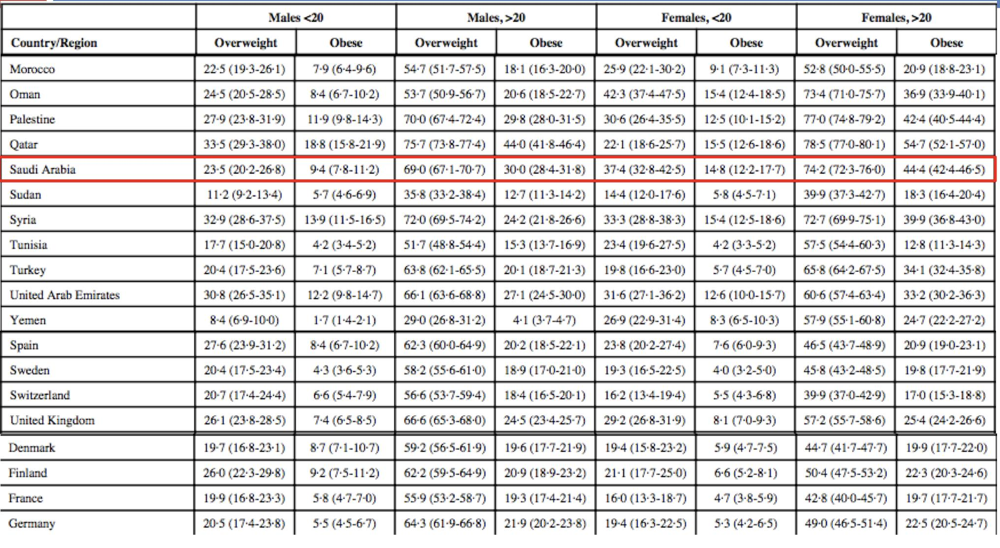 Males <20 Males, >20 Females, <20 Females, >20
Country/Region Overweight Obese Overweight Obese Overweight Obese Overweight Obese
Morocco 22·5 (19·3-26·1) 7·9 (6·4-9·6) 54·7 (51·7-57·5) 18·1 (16·3-20·0) 25·9 (22·1-30·2) 9·1 (7·3-11·3) 52·8 (50·0-55·5) 20·9 (18·8-23·1)
Oman 24·5 (20·5-28·5) 8·4 (6·7-10·2) 53·7 (50·9-56·7) 20·6 (18·5-22·7) 42·3 (37·4-47·5) 15·4 (12·4-18·5) 73·4 (71·0-75·7) 36·9 (33·9-40·1)
Palestine 27·9 (23·8-31·9) 11·9 (9·8-14·3) 70·0 (67·4-72·4) 29·8 (28·0-31·5) 30·6 (26·4-35·5) 12·5 (10·1-15·2) 77·0 (74·8-79·2) 42·4 (40·5-44·4)
Qatar 33·5 (29·3-38·0) 18·8 (15·8-21·9) 75·7 (73·8-77·4) 44·0 (41·8-46·4) 22·1 (18·6-25·7) 15·5 (12·6-18·6) 78·5 (77·0-80·1) 54·7 (52·1-57·0)
Saudi Arabia 23·5 (20·2-26·8) 9·4 (7·8-11·2) 69·0 (67·1-70·7) 30·0 (28·4-31·8) 37·4 (32·8-42·5) 14·8 (12·2-17·7) 74·2 (72·3-76·0) 44·4 (42·4-46·5)
Sudan 11·2 (9·2-13·4) 5·7 (4·6-6·9) 35·8 (33·2-38·4) 12·7 (11·3-14·2) 14·4 (12·0-17·6) 5·8 (4·5-7·1) 39·9 (37·3-42·7) 18·3 (16·4-20·4)
Syria 32·9 (28·6-37·5) 13·9 (11·5-16·5) 72·0 (69·5-74·2) 24·2 (21·8-26·6) 33·3 (28·8-38·3) 15·4 (12·5-18·6) 72·7 (69·9-75·1) 39·9 (36·8-43·0)
Tunisia 17·7 (15·0-20·8) 4·2 (3·4-5·2) 51·7 (48·8-54·4) 15·3 (13·7-16·9) 23·4 (19·6-27·5) 4·2 (3·3-5·2) 57·5 (54·4-60·3) 12·8 (11·3-14·3)
Turkey 20·4 (17·5-23·6) 7·1 (5·7-8·7) 63·8 (62·1-65·5) 20·1 (18·7-21·3) 19·8 (16·6-23·0) 5·7 (4·5-7·0) 65·8 (64·2-67·5) 34·1 (32·4-35·8)
United Arab Emirates 30·8 (26·5-35·1) 12·2 (9·8-14·7) 66·1 (63·6-68·8) 27·1 (24·5-30·0) 31·6 (27·1-36·2) 12·6 (10·0-15·7) 60·6 (57·4-63·4) 33·2 (30·2-36·3)
Yemen 8·4 (6·9-10·0) 1·7 (1·4-2·1) 29·0 (26·8-31·2) 4·1 (3·7-4·7) 26·9 (22·9-31·4) 8·3 (6·5-10·3) 57·9 (55·1-60·8) 24·7 (22·2-27·2)
Spain 27·6 (23·9-31·2) 8·4 (6·7-10·2) 62·3 (60·0-64·9) 20·2 (18·5-22·1) 23·8 (20·2-27·4) 7·6 (6·0-9·3) 46·5 (43·7-48·9) 20·9 (19·0-23·1)
Sweden 20·4 (17·5-23·4) 4·3 (3·6-5·3) 58·2 (55·6-61·0) 18·9 (17·0-21·0) 19·3 (16·5-22·5) 4·0 (3·2-5·0) 45·8 (43·2-48·5) 19·8 (17·7-21·9)
Switzerland 20·7 (17·4-24·4) 6·6 (5·4-7·9) 56·6 (53·7-59·4) 18·4 (16·5-20·1) 16·2 (13·4-19·4) 5·5 (4·3-6·8) 39·9 (37·0-42·9) 17·0 (15·3-18·8)
United Kingdom 26·1 (23·8-28·5) 7·4 (6·5-8·5) 66·6 (65·3-68·0) 24·5 (23·4-25·7) 29·2 (26·8-31·9) 8·1 (7·0-9·3) 57·2 (55·7-58·6) 25·4 (24·2-26·6)
Denmark 19·7 (16·8-23·1) 8·7 (7·1-10·7) 59·2 (56·5-61·9) 19·6 (17·7-21·9) 19·4 (15·8-23·2) 5·9 (4·7-7·5) 44·7 (41·7-47·7) 19·9 (17·7-22·0)
Finland 26·0 (22·3-29·8) 9·2 (7·5-11·2) 62·2 (59·5-64·9) 20·9 (18·9-23·2) 21·1 (17·7-25·0) 6·6 (5·2-8·1) 50·4 (47·5-53·2) 22·3 (20·3-24·6)
France 19·9 (16·8-23·3) 5·8 (4·7-7·0) 55·9 (53·2-58·7) 19·3 (17·4-21·4) 16·0 (13·3-18·7) 4·7 (3·8-5·9) 42·8 (40·0-45·7) 19·7 (17·7-21·7)
Germany 20·5 (17·4-23·8) 5·5 (4·5-6·7) 64·3 (61·9-66·8) 21·9 (20·2-23·8) 19·4 (16·3-22·5) 5·3 (4·2-6·5) 49·0 (46·5-51·4) 22·5 (20·5-24·7)